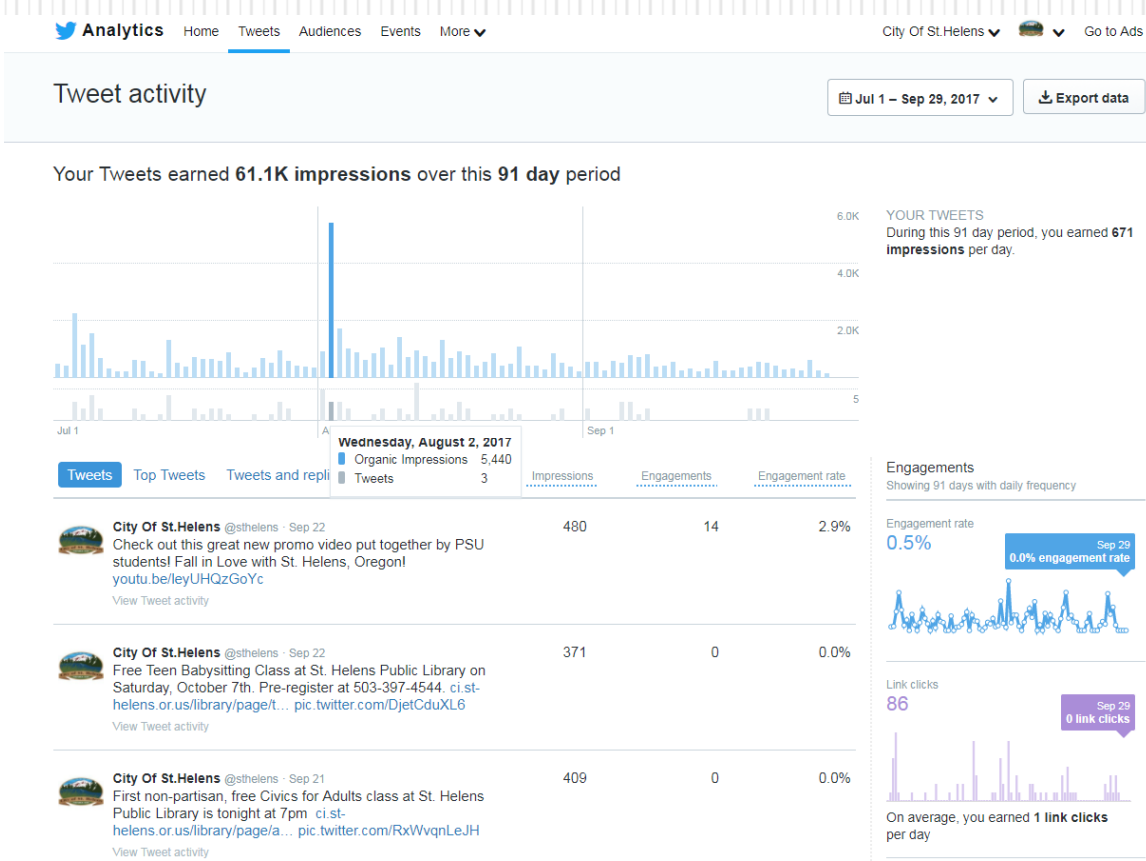 Analytics Home Tweets Audiences Events More City Of St.Helens Go to Ads
Tweet activity
Jul 1 – Sep 29, 2017 Export data
Your Tweets earned 61.1K impressions over this 91 day period
6.0K
4.0K
2.0K
5
Jul 1
A
Sep 1
YOUR TWEETS
During this 91 day period, you earned 671
impressions per day.
Wednesday, August 2, 2017
Organic Impressions 5,440
Tweets 3
Tweets Top Tweets Tweets and repli Impressions Engagements Engagement rate
City Of St.Helens @sthelens · Sep 22 480 14 2.9%
Check out this great new promo video put together by PSU
students! Fall in Love with St. Helens, Oregon!
youtu.be/leyUHQzGoYc
View Tweet activity
City Of St.Helens @sthelens · Sep 22 371 0 0.0%
Free Teen Babysitting Class at St. Helens Public Library on
Saturday, October 7th. Pre-register at 503-397-4544. ci.st-
helens.or.us/library/page/t… pic.twitter.com/DjetCduXL6
View Tweet activity
City Of St.Helens @sthelens · Sep 21 409 0 0.0%
First non-partisan, free Civics for Adults class at St. Helens
Public Library is tonight at 7pm ci.st-
helens.or.us/library/page/a… pic.twitter.com/RxWvqnLeJH
View Tweet activity
Engagements
Showing 91 days with daily frequency
Engagement rate
0.5%
Sep 29
0.0% engagement rate
Link clicks
86
Sep 29
0 link clicks
On average, you earned 1 link clicks
per day